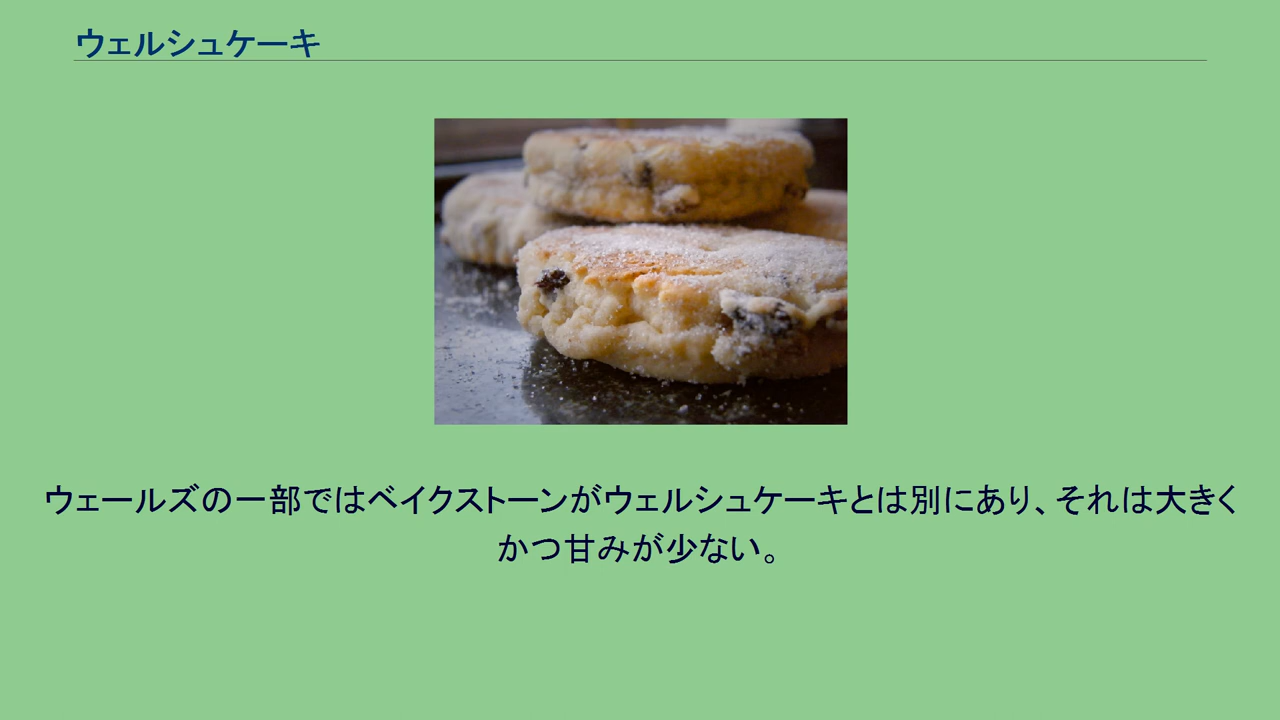 ウェルシュケーキ
ウェールズの一部ではベイクストーンがウェルシュケーキとは別にあり、それは大きく
かつ甘みが少ない。